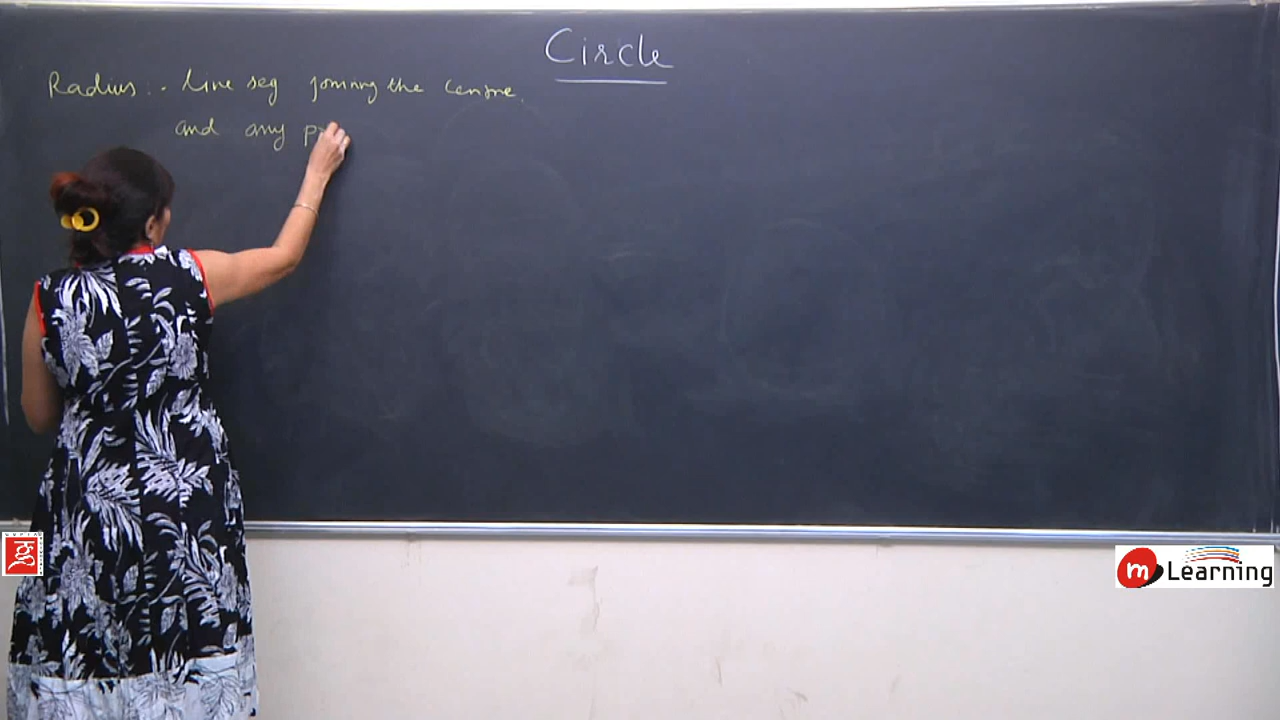 Circle
Radius :- line seg joining the centre
and any
ग
m Learning